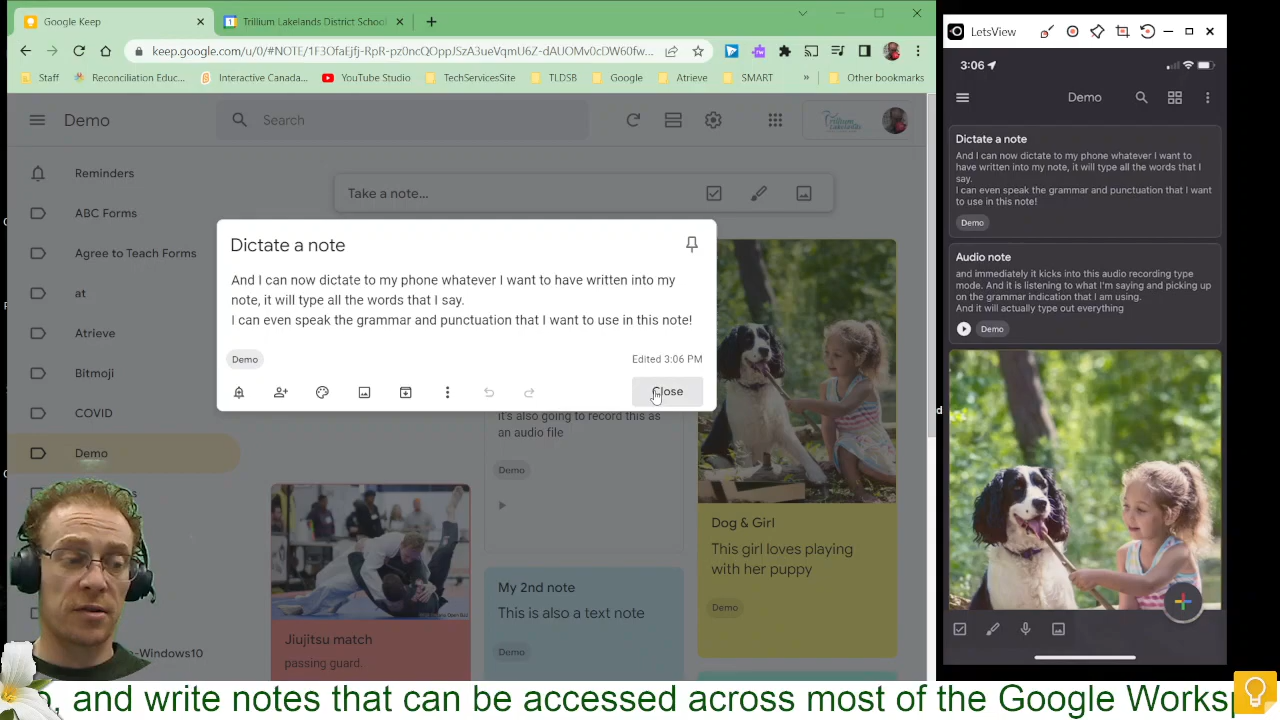 Google Keep
Trillium Lakelands District School
LetsView
keep.google.com/u/0/#NOTE/1F3OfaEjfj-RpR-pz0ncQOppJSzA3ueVqmU6Z-dAUOMv0cDW60fw...
Staff
Reconciliation Educ...
Interactive Canadia...
YouTube Studio
TechServicesSite
TLDSB
Google
Atrieve
SMART
»
Other bookmarks
Demo
Search
Take a note...
Reminders
ABC Forms
Agree to Teach Forms
at
Atrieve
Bitmoji
COVID
Demo
-Windows10
Dictate a note
And I can now dictate to my phone whatever I want to have written into my
note, it will type all the words that I say.
I can even speak the grammar and punctuation that I want to use in this note!
Demo
Edited 3:06 PM
Close
it's also going to record this as
an audio file
Demo
Jiujitsu match
passing guard.
My 2nd note
This is also a text note
Demo
Dog & Girl
This girl loves playing
with her puppy
Demo
3:06
Demo
Dictate a note
And I can now dictate to my phone whatever I want to
have written into my note, it will type all the words that I
say.
I can even speak the grammar and punctuation that I want
to use in this note!
Demo
Audio note
and immediately it kicks into this audio recording type
mode. And it is listening to what I'm saying and picking up
on the grammar indication that I am using.
And it will actually type out everything
Demo
, and write notes that can be accessed across most of the Google Worksp